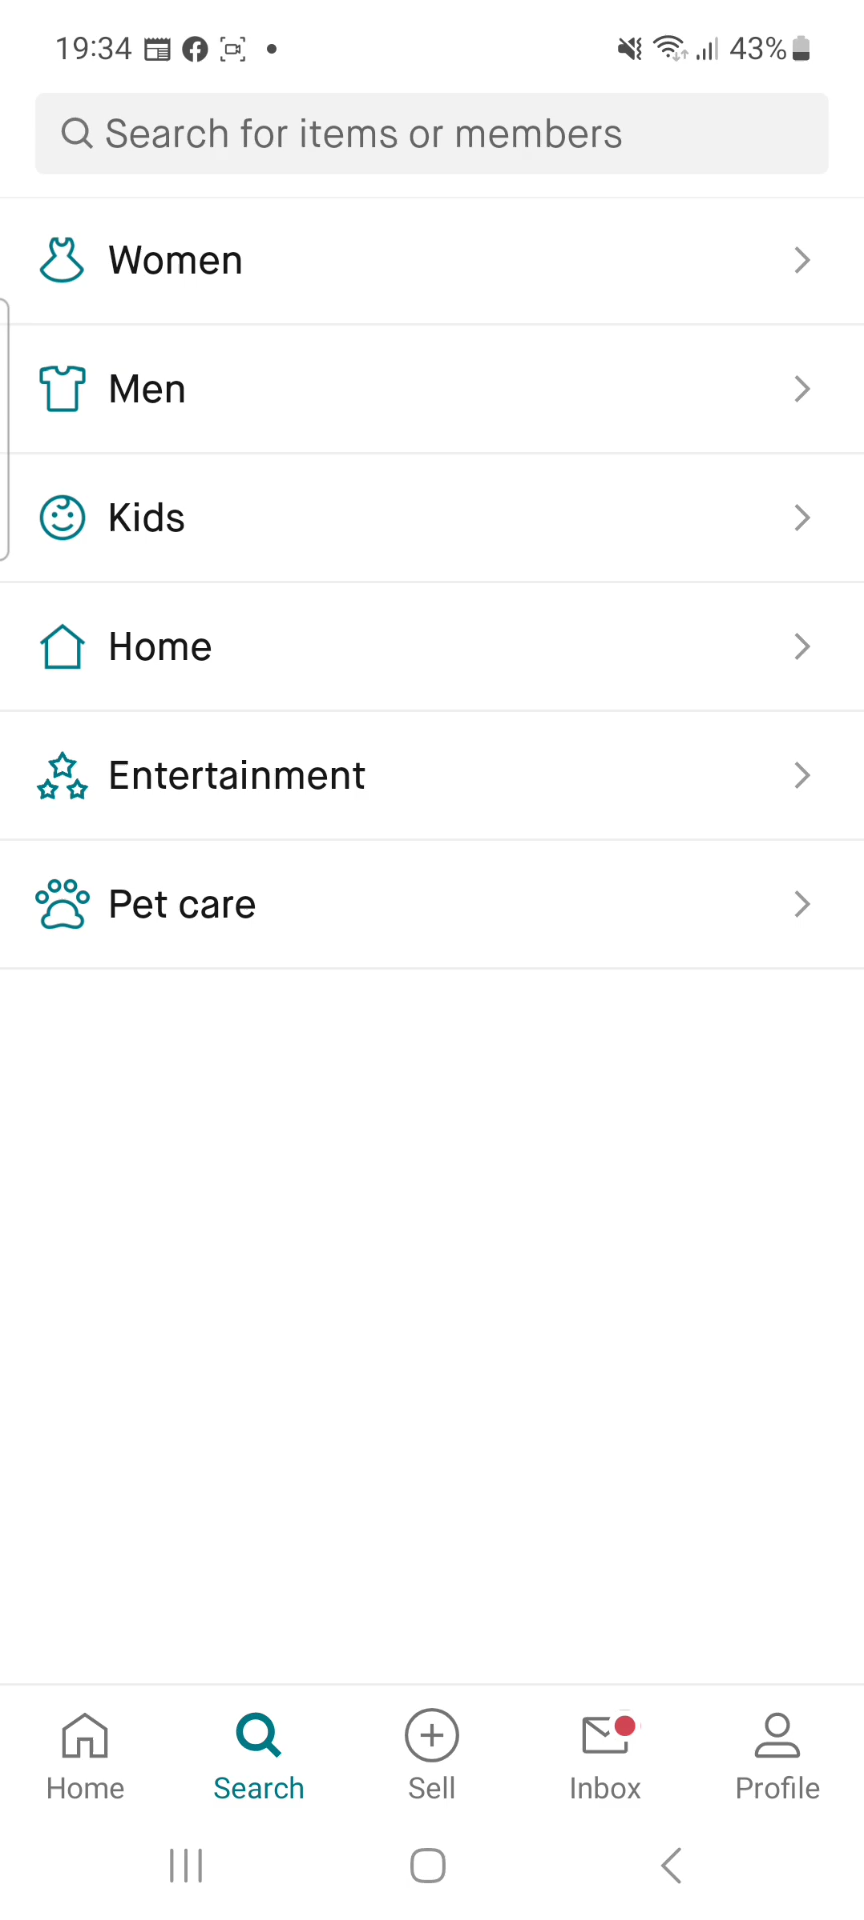 19:34 43%
Search for items or members
Women
Men
Kids
Home
Entertainment
Pet care
Home Search Sell Inbox Profile